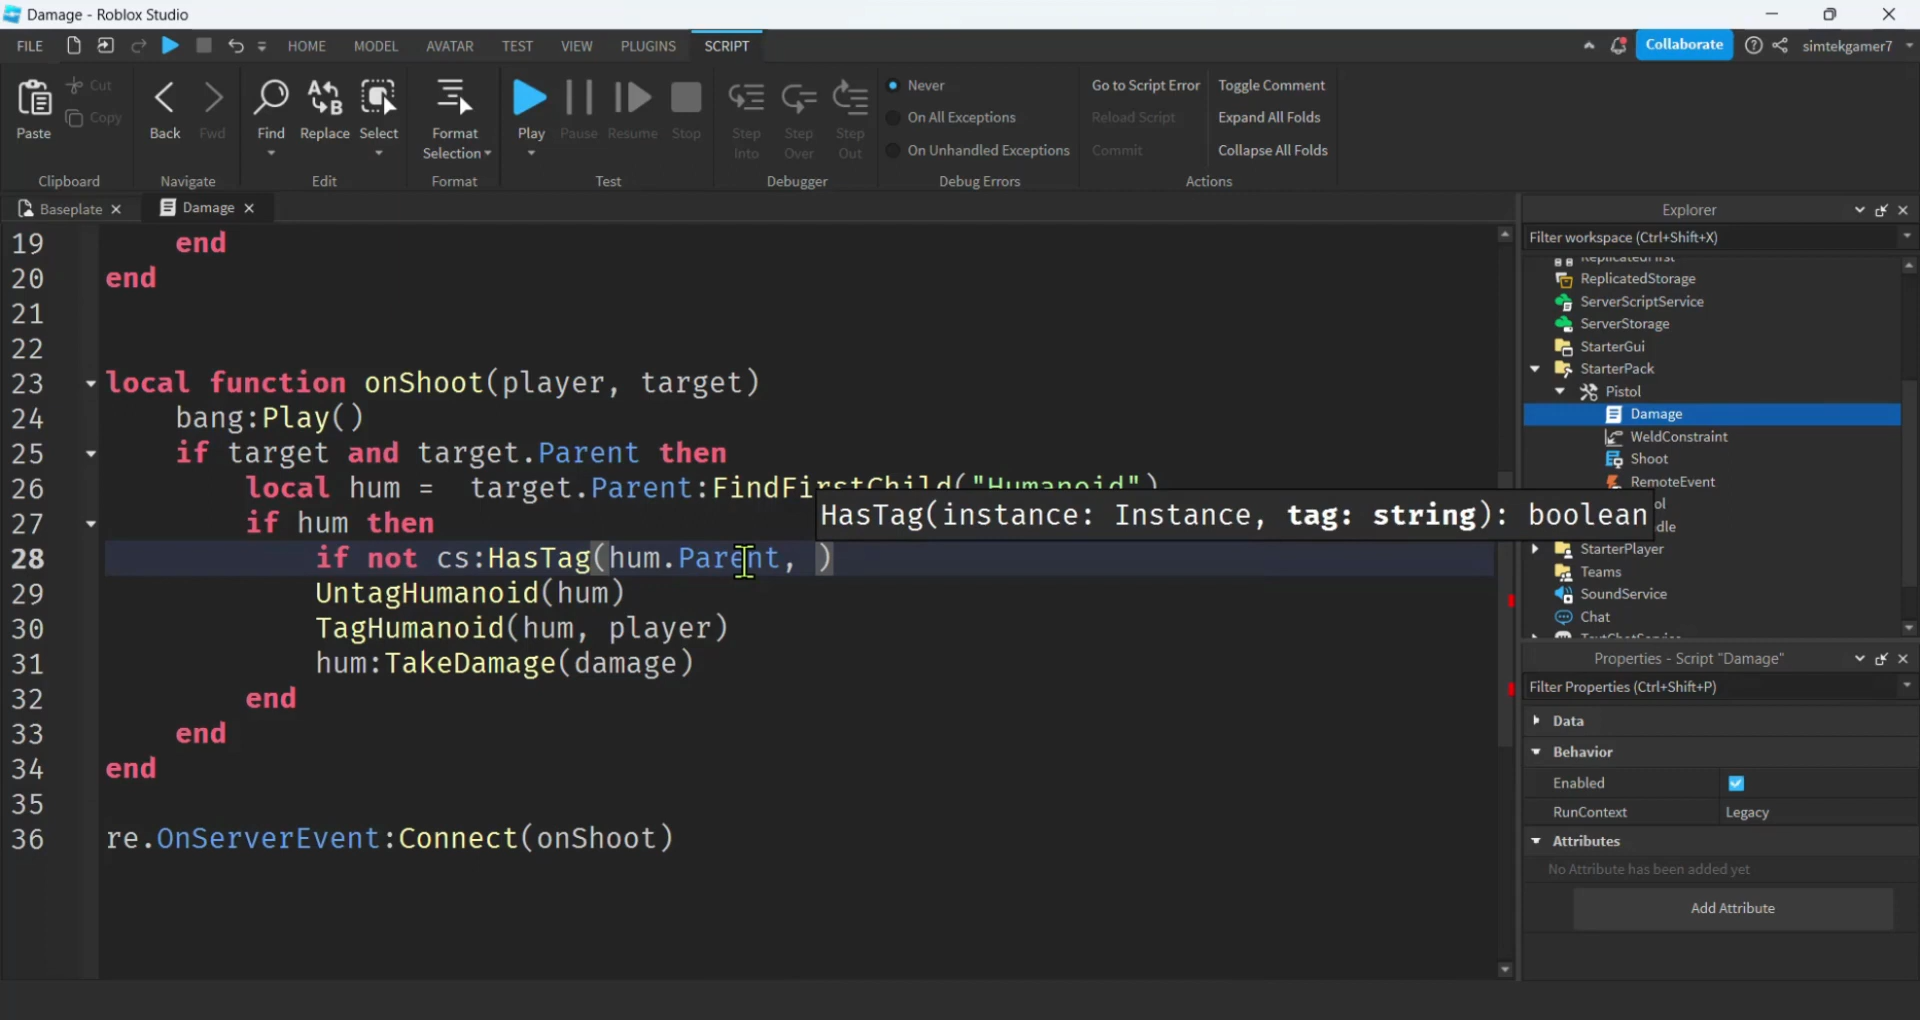 Damage - Roblox Studio
FILE HOME MODEL AVATAR TEST VIEW PLUGINS SCRIPT Collaborate simtekgamer7
Paste Cut Copy Clipboard
Back Fwd Navigate
Find Replace Select Edit
Format Selection Format
Play Pause Resume Stop Test
Step Into Step Over Step Out Debugger
Never
On All Exceptions
On Unhandled Exceptions
Debug Errors
Go to Script Error Toggle Comment
Reload Script Expand All Folds
Commit Collapse All Folds
Actions
Baseplate Damage
19 end
20 end
21
22
23 local function onShoot(player, target)
24 bang:Play()
25 if target and target.Parent then
26 local hum = target.Parent:FindFirstChild("Humanoid")
HasTag(instance: Instance, tag: string): boolean
27 if hum then
28 if not cs:HasTag(hum.Parent, )
29 UntagHumanoid(hum)
30 TagHumanoid(hum, player)
31 hum:TakeDamage(damage)
32 end
33 end
34 end
35
36 re.OnServerEvent:Connect(onShoot)
Explorer
Filter workspace (Ctrl+Shift+X)
ReplicatedFirst
ReplicatedStorage
ServerScriptService
ServerStorage
StarterGui
StarterPack
Pistol
Damage
WeldConstraint
Shoot
RemoteEvent
ol
dle
StarterPlayer
Teams
SoundService
Chat
TextChatService
Properties - Script "Damage"
Filter Properties (Ctrl+Shift+P)
Data
Behavior
Enabled
RunContext Legacy
Attributes
No Attribute has been added yet
Add Attribute